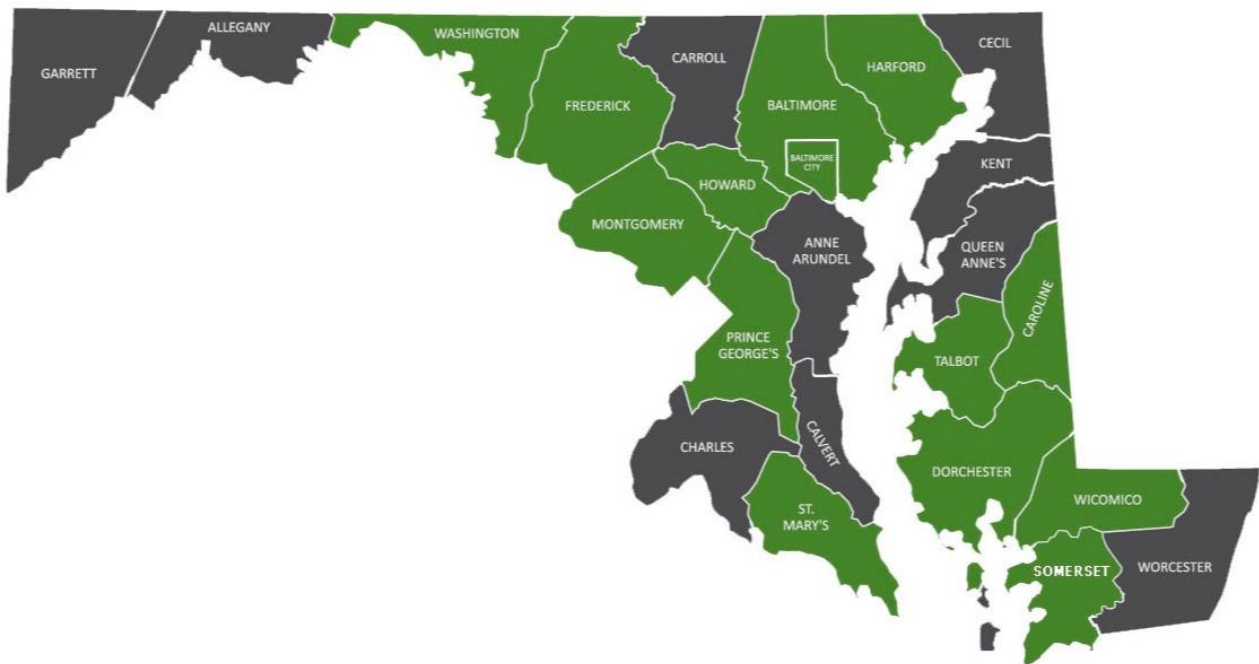 GARRETT
ALLEGANY
WASHINGTON
FREDERICK
CARROLL
BALTIMORE
BALTIMORE
CITY
HARFORD
CECIL
KENT
QUEEN
ANNE'S
HOWARD
MONTGOMERY
ANNE
ARUNDEL
PRINCE
GEORGE'S
CAROLINE
TALBOT
CHARLES
CALVERT
ST.
MARY'S
DORCHESTER
WICOMICO
SOMERSET
WORCESTER